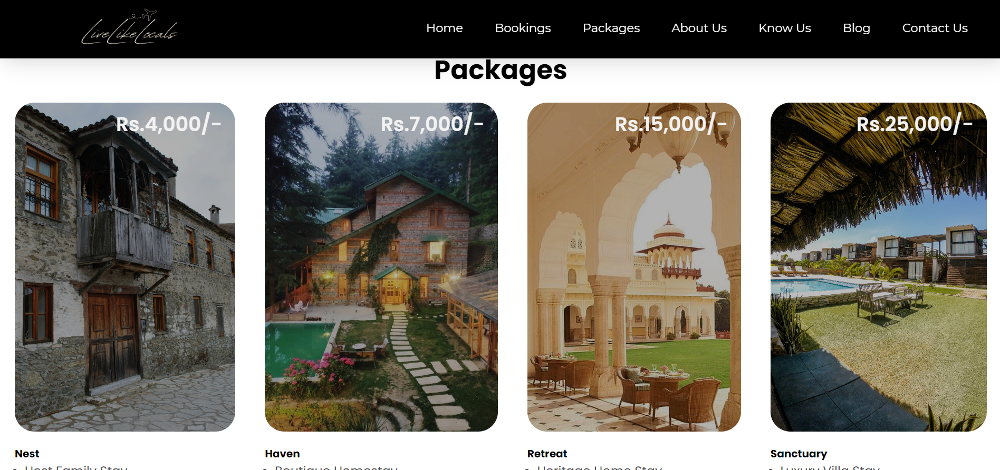 LiveLikeLocals
Home Bookings Packages About Us Know Us Blog Contact Us
Packages
Rs.4,000/-
Rs.7,000/-
Rs.15,000/-
Rs.25,000/-
Nest
Haven
Retreat
Sanctuary
Host Family Stay
Boutique Homestay
Heritage Home Stay
Luxury Villa Stay